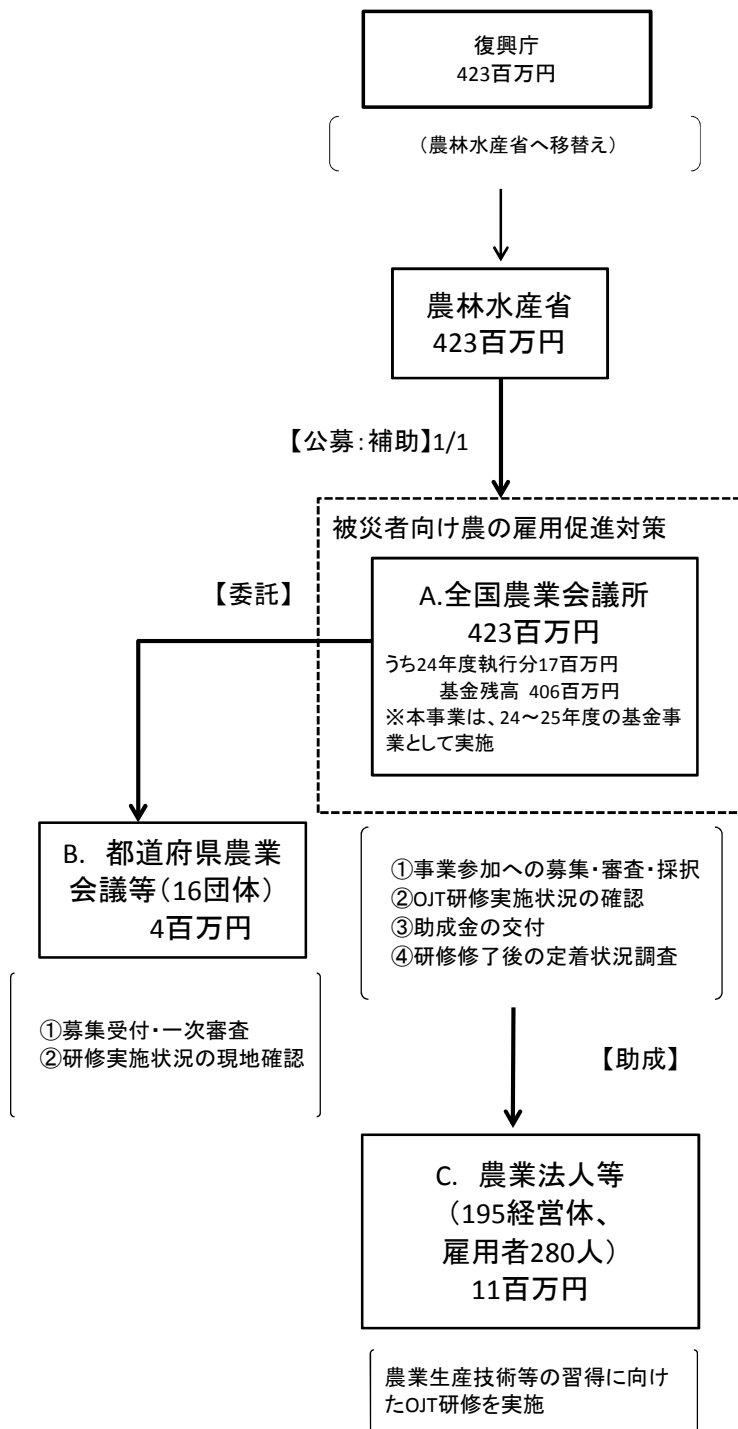 復興庁
423百万円
(農林水産省へ移替え)
農林水産省
423百万円
【公募:補助】1/1
被災者向け農の雇用促進対策
【委託】
A.全国農業会議所
423百万円
うち24年度執行分17百万円
基金残高 406百万円
※本事業は、24~25年度の基金事
業として実施
B. 都道府県農業
会議等(16団体)
4百万円
①事業参加への募集・審査・採択
②OJT研修実施状況の確認
③助成金の交付
④研修修了後の定着状況調査
①募集受付・一次審査
②研修実施状況の現地確認
【助成】
C. 農業法人等
(195経営体、
雇用者280人)
11百万円
農業生産技術等の習得に向け
たOJT研修を実施